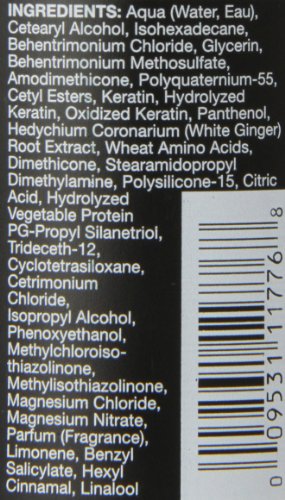 INGREDIENTS: Aqua (Water, Eau),
Cetearyl Alcohol, Isohexadecane,
Behentrimonium Chloride, Glycerin,
Behentrimonium Methosulfate,
Amodimethicone, Polyquaternium-55,
Cetyl Esters, Keratin, Hydrolyzed
Keratin, Oxidized Keratin, Panthenol,
Hedychium Coronarium (White Ginger)
Root Extract, Wheat Amino Acids,
Dimethicone, Stearamidopropyl
Dimethylamine, Polysilicone-15, Citric
Acid, Hydrolyzed
Vegetable Protein
PG-Propyl Silanetriol,
Trideceth-12,
Cyclotetrasiloxane,
Cetrimonium
Chloride,
Isopropyl Alcohol,
Phenoxyethanol,
Methylchloroiso-
thiazolinone,
Methylisothiazolinone,
Magnesium Chloride,
Magnesium Nitrate,
Parfum (Fragrance),
Limonene, Benzyl
Salicylate, Hexyl
Cinnamal, Linalool
0 09531 11776 8